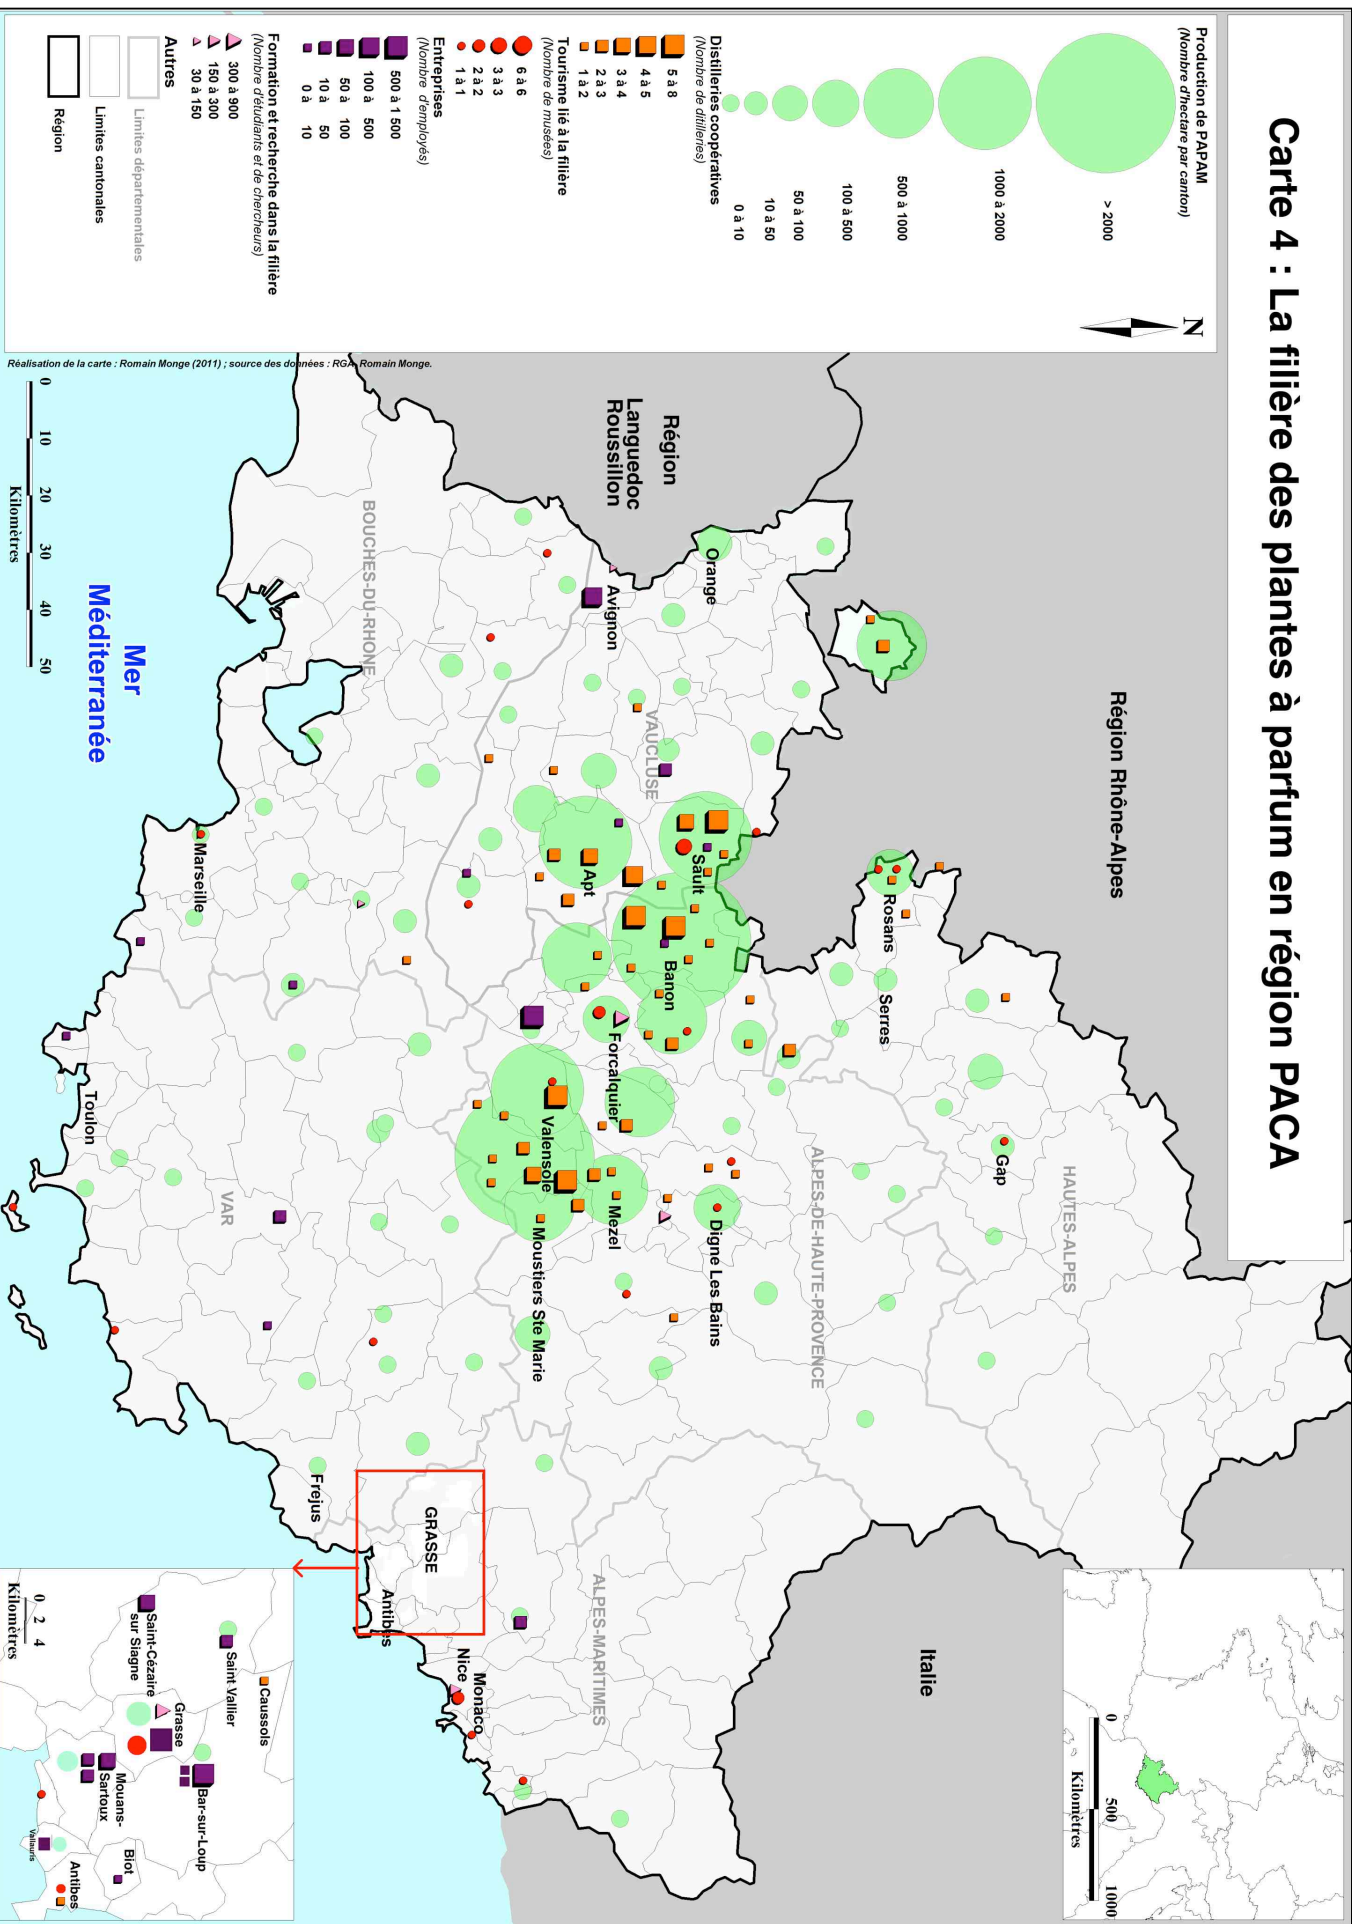 Carte 4 : La filière des plantes à parfum en région PACA
Production de PAPAM
(Nombre d'hectare par canton)
> 2000
1000 à 2000
500 à 1000
100 à 500
50 à 100
10 à 50
0 à 10
Distilleries coopératives
(Nombre de ditilleries)
5 à 8
4 à 5
3 à 4
2 à 3
1 à 2
Tourisme lié à la filière
(Nombre de musées)
6 à 6
3 à 3
2 à 2
1 à 1
Entreprises
(Nombre d'employés)
500 à 1 500
100 à 500
50 à 100
10 à 50
0 à 10
Formation et recherche dans la filière
(Nombre d'étudiants et de chercheurs)
300 à 900
150 à 300
30 à 150
Autres
Limites départementales
Limites cantonales
Région
N
Réalisation de la carte : Romain Monge (2011) ; source des données : RGA, Romain Monge.
0 10 20 30 40 50
Kilomètres
Région Rhône-Alpes
Région
Languedoc
Roussillon
Italie
Mer
Méditerranée
HAUTES-ALPES
ALPES-DE-HAUTE-PROVENCE
ALPES-MARITIMES
VAUCLUSE
BOUCHES-DU-RHONE
VAR
Orange
Avignon
Rosans
Serres
Gap
Sault
Apt
Banon
Forcalquier
Digne Les Bains
Valensole
Mezel
Moustiers Ste Marie
Marseille
Toulon
Frejus
GRASSE
Antibes
Nice
Monaco
0 500 1000
Kilomètres
Caussols
Saint Vallier
Saint-Cézaire
sur Siagne
Grasse
Bar-sur-Loup
Mouans-
Sartoux
Biot
Vallauris
Antibes
0 2 4
Kilomètres